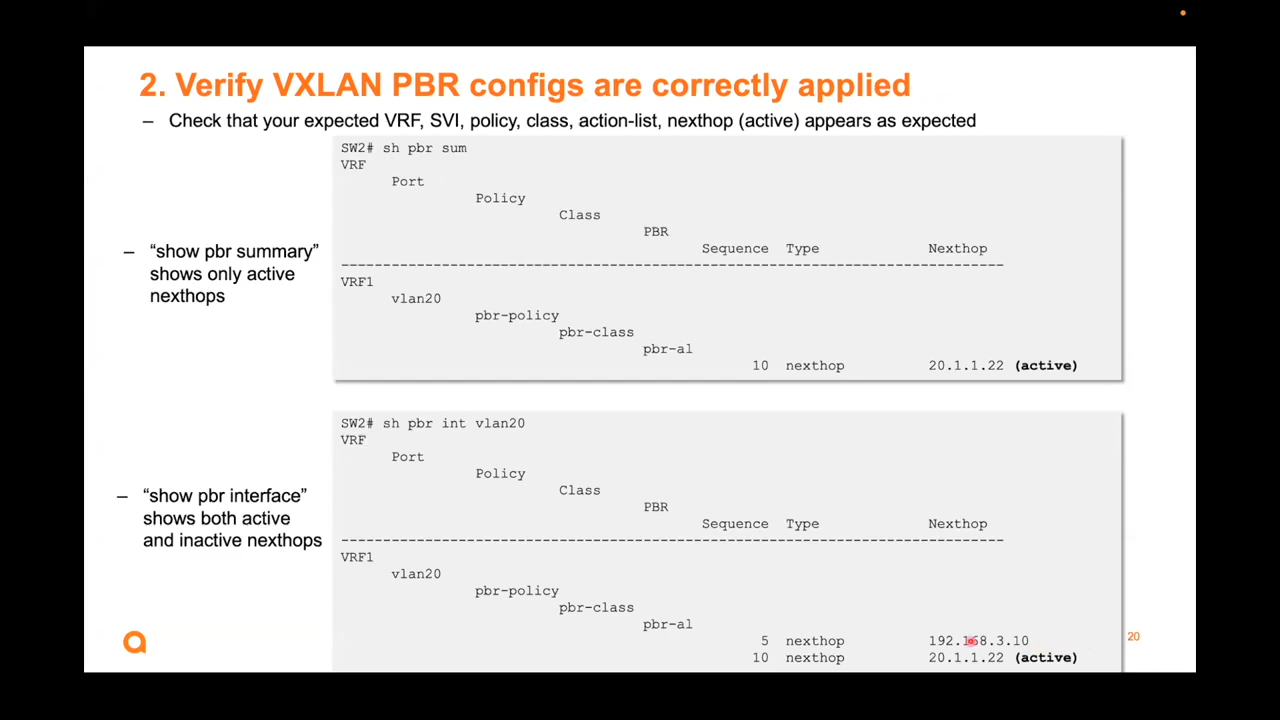 2. Verify VXLAN PBR configs are correctly applied
– Check that your expected VRF, SVI, policy, class, action-list, nexthop (active) appears as expected
– “show pbr summary”
shows only active
nexthops
SW2# sh pbr sum
VRF
Port
Policy
Class
PBR
Sequence Type Nexthop
--------------------------------------------------------------------------------
VRF1
vlan20
pbr-policy
pbr-class
pbr-al
10 nexthop 20.1.1.22 (active)
– “show pbr interface”
shows both active
and inactive nexthops
SW2# sh pbr int vlan20
VRF
Port
Policy
Class
PBR
Sequence Type Nexthop
--------------------------------------------------------------------------------
VRF1
vlan20
pbr-policy
pbr-class
pbr-al
5 nexthop 192.168.3.10
10 nexthop 20.1.1.22 (active)
20